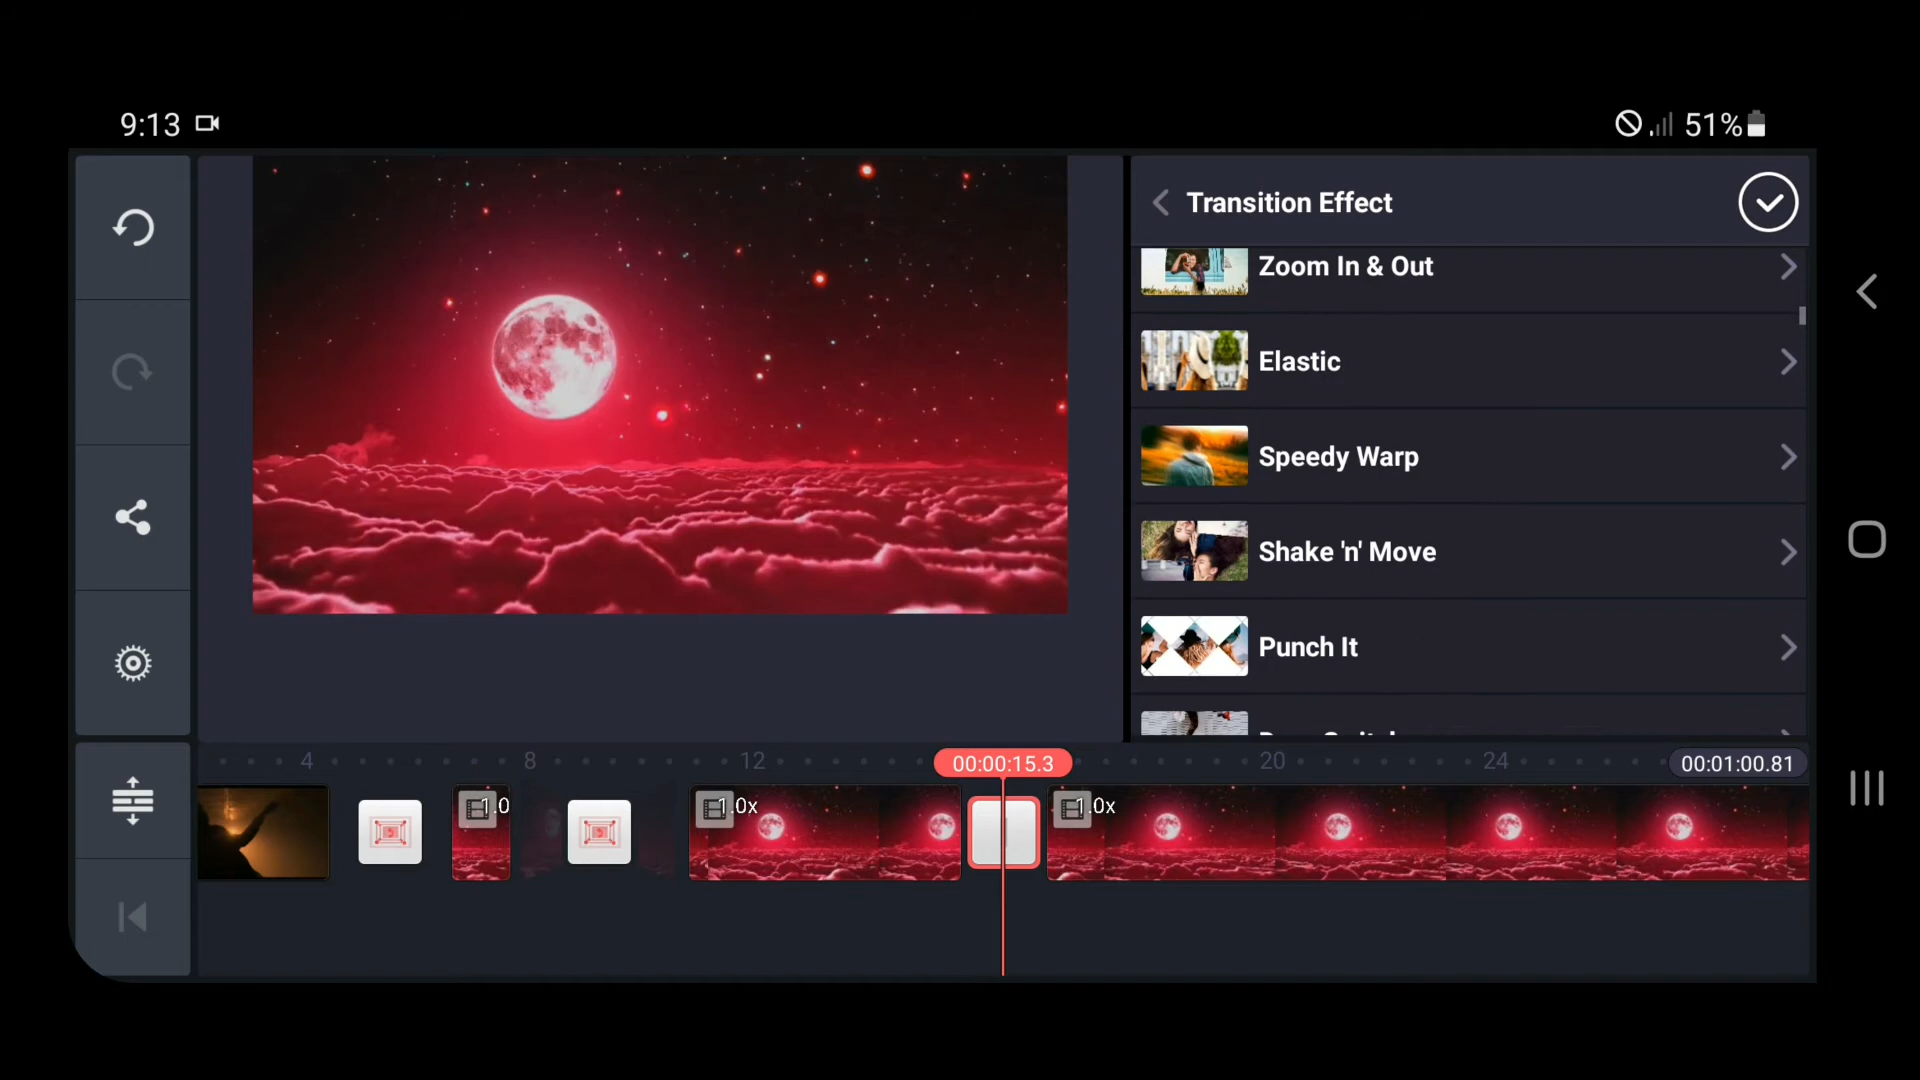 9:13
51%
Transition Effect
Zoom In & Out
Elastic
Speedy Warp
Shake 'n' Move
Punch It
4
8
12
00:00:15.3
20
24
00:01:00.81
1.0
1.0x
1.0x